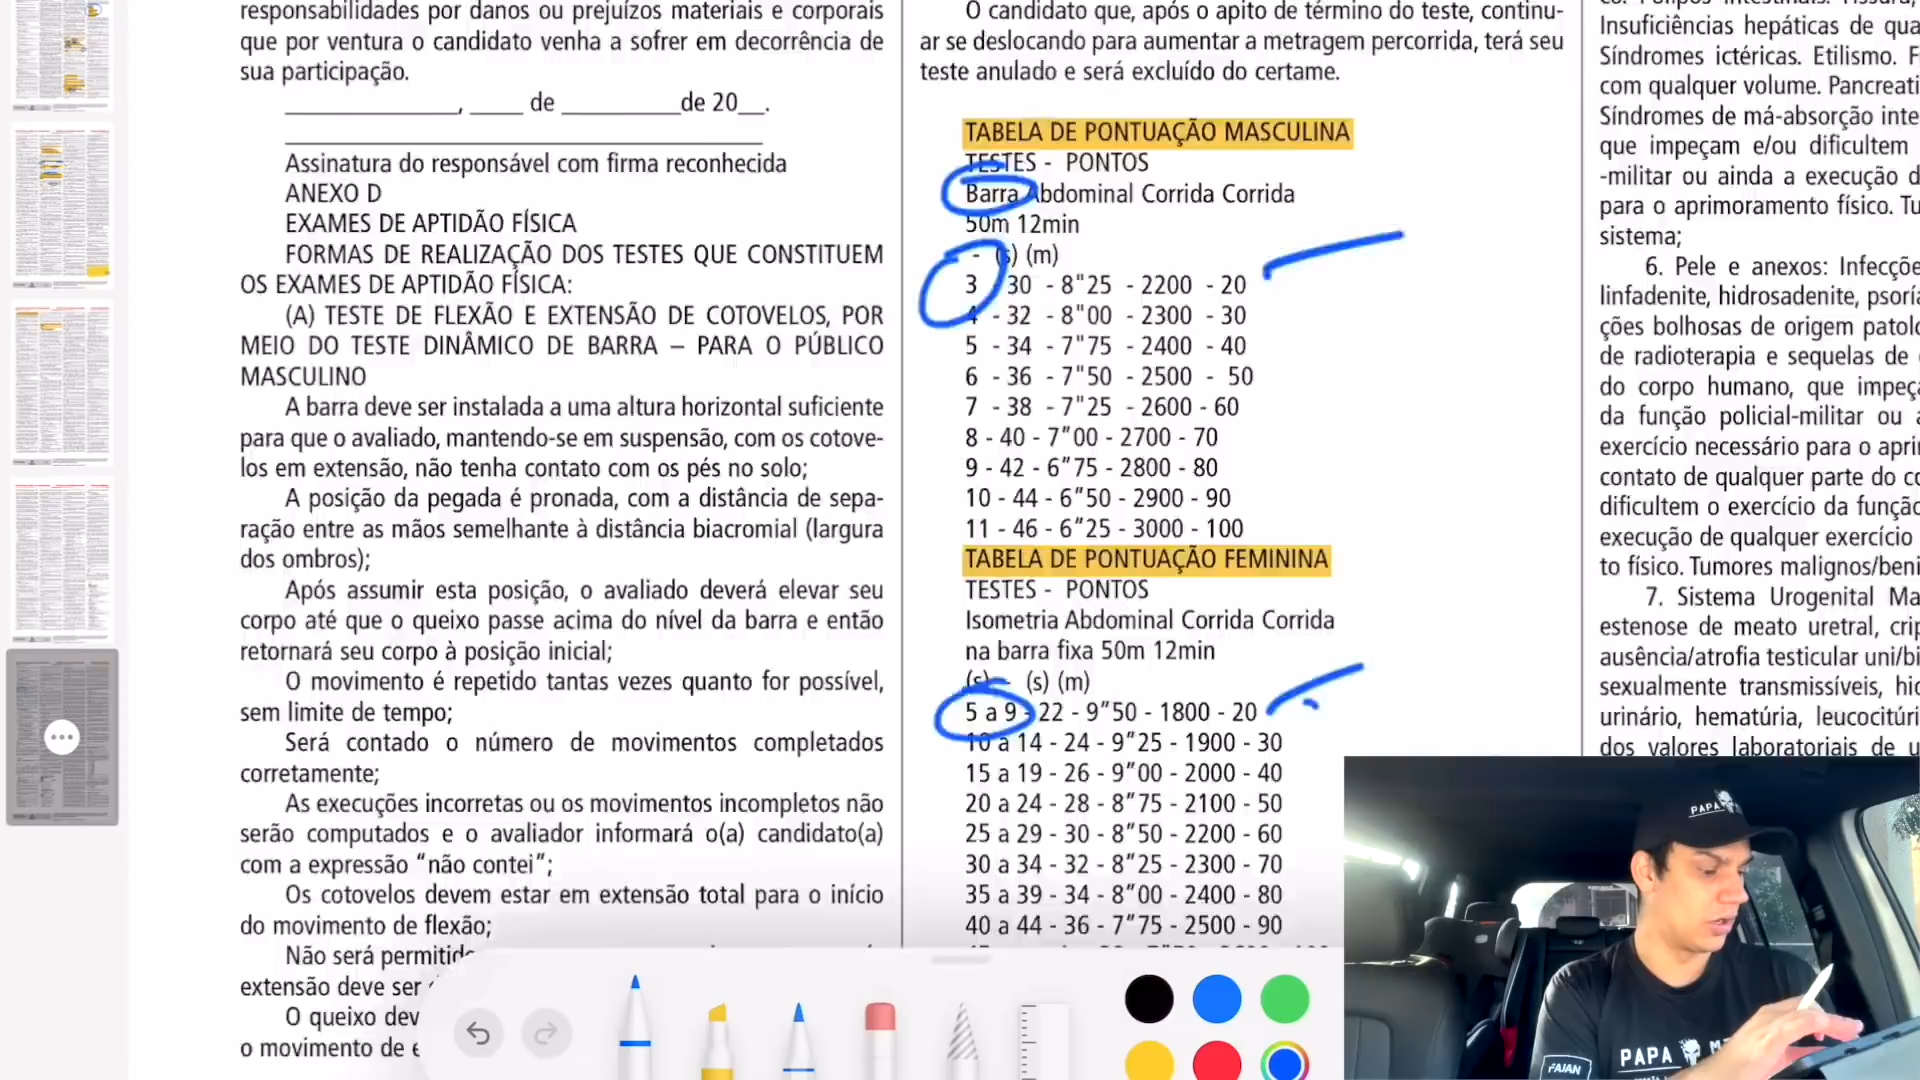 responsabilidades por danos ou prejuízos materiais e corporais
que por ventura o candidato venha a sofrer em decorrência de
sua participação.
_____________, ____ de _________de 20__.
Assinatura do responsável com firma reconhecida
ANEXO D
EXAMES DE APTIDÃO FÍSICA
FORMAS DE REALIZAÇÃO DOS TESTES QUE CONSTITUEM
OS EXAMES DE APTIDÃO FÍSICA:
(A) TESTE DE FLEXÃO E EXTENSÃO DE COTOVELOS, POR
MEIO DO TESTE DINÂMICO DE BARRA – PARA O PÚBLICO
MASCULINO
A barra deve ser instalada a uma altura horizontal suficiente
para que o avaliado, mantendo-se em suspensão, com os cotove-
los em extensão, não tenha contato com os pés no solo;
A posição da pegada é pronada, com a distância de sepa-
ração entre as mãos semelhante à distância biacromial (largura
dos ombros);
Após assumir esta posição, o avaliado deverá elevar seu
corpo até que o queixo passe acima do nível da barra e então
retornará seu corpo à posição inicial;
O movimento é repetido tantas vezes quanto for possível,
sem limite de tempo;
Será contado o número de movimentos completados
corretamente;
As execuções incorretas ou os movimentos incompletos não
serão computados e o avaliador informará o(a) candidato(a)
com a expressão “não contei”;
Os cotovelos devem estar em extensão total para o início
do movimento de flexão;
Não será permitido
extensão deve ser
O queixo dev
o movimento de e
O candidato que, após o apito de término do teste, continu-
ar se deslocando para aumentar a metragem percorrida, terá seu
teste anulado e será excluído do certame.
TABELA DE PONTUAÇÃO MASCULINA
TESTES - PONTOS
Barra Abdominal Corrida Corrida
50m 12min
- (s) (m)
3 30 - 8"25 - 2200 - 20
4 - 32 - 8"00 - 2300 - 30
5 - 34 - 7"75 - 2400 - 40
6 - 36 - 7"50 - 2500 - 50
7 - 38 - 7"25 - 2600 - 60
8 - 40 - 7”00 - 2700 - 70
9 - 42 - 6”75 - 2800 - 80
10 - 44 - 6”50 - 2900 - 90
11 - 46 - 6”25 - 3000 - 100
TABELA DE PONTUAÇÃO FEMININA
TESTES - PONTOS
Isometria Abdominal Corrida Corrida
na barra fixa 50m 12min
(s) - (s) (m)
5 a 9 - 22 - 9”50 - 1800 - 20
10 a 14 - 24 - 9”25 - 1900 - 30
15 a 19 - 26 - 9”00 - 2000 - 40
20 a 24 - 28 - 8”75 - 2100 - 50
25 a 29 - 30 - 8”50 - 2200 - 60
30 a 34 - 32 - 8”25 - 2300 - 70
35 a 39 - 34 - 8”00 - 2400 - 80
40 a 44 - 36 - 7”75 - 2500 - 90
Insuficiências hepáticas de qua
Síndromes ictéricas. Etilismo. F
com qualquer volume. Pancreati
Síndromes de má-absorção inte
que impeçam e/ou dificultem
-militar ou ainda a execução d
para o aprimoramento físico. Tu
sistema;
6. Pele e anexos: Infecçõe
linfadenite, hidrosadenite, psoría
ções bolhosas de origem patoló
de radioterapia e sequelas de
do corpo humano, que impeça
da função policial-militar ou a
exercício necessário para o aprim
contato de qualquer parte do co
dificultem o exercício da função
execução de qualquer exercício
to físico. Tumores malignos/beni
7. Sistema Urogenital Ma
estenose de meato uretral, crip
ausência/atrofia testicular uni/bi
sexualmente transmissíveis, hid
urinário, hematúria, leucocitúri
dos valores laboratoriais de u
PAPA
PAPA M
FAJAN